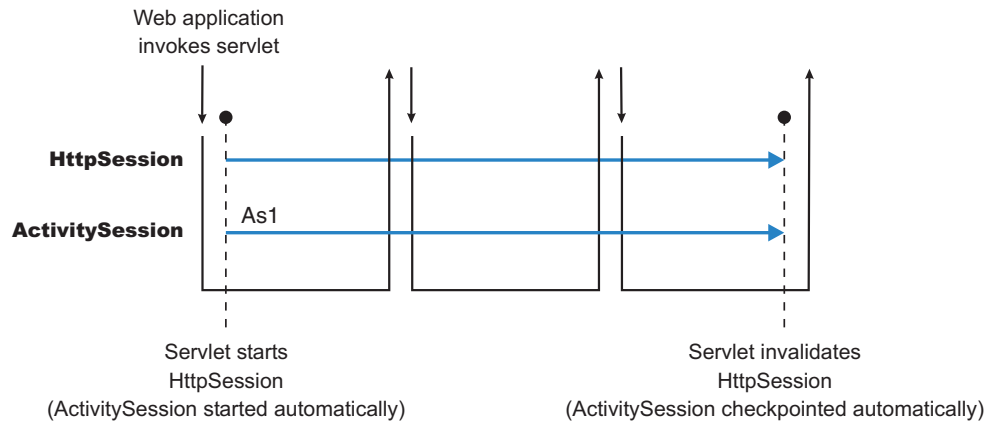 Web application
invokes servlet
HttpSession
As1
ActivitySession
Servlet starts
HttpSession
(ActivitySession started automatically)
Servlet invalidates
HttpSession
(ActivitySession checkpointed automatically)